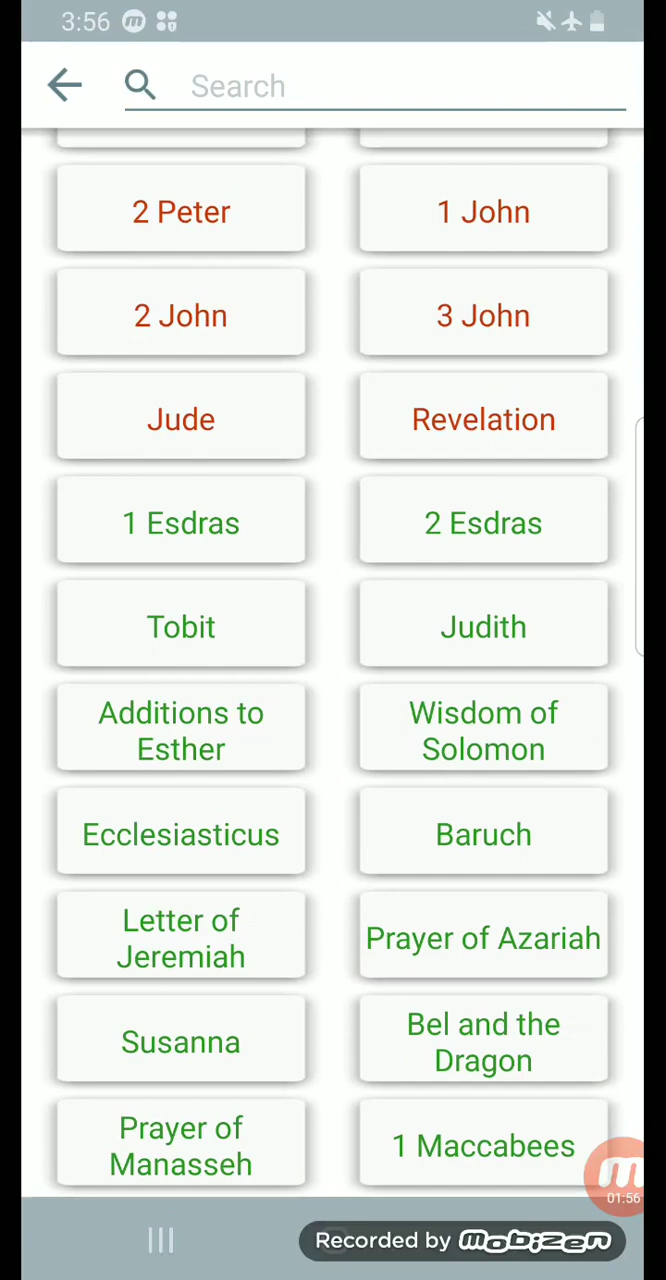 3:56
Search
2 Peter
1 John
2 John
3 John
Jude
Revelation
1 Esdras
2 Esdras
Tobit
Judith
Additions to
Esther
Wisdom of
Solomon
Ecclesiasticus
Baruch
Letter of
Jeremiah
Prayer of Azariah
Susanna
Bel and the
Dragon
Prayer of
Manasseh
1 Maccabees
01:56
Recorded by mobizen